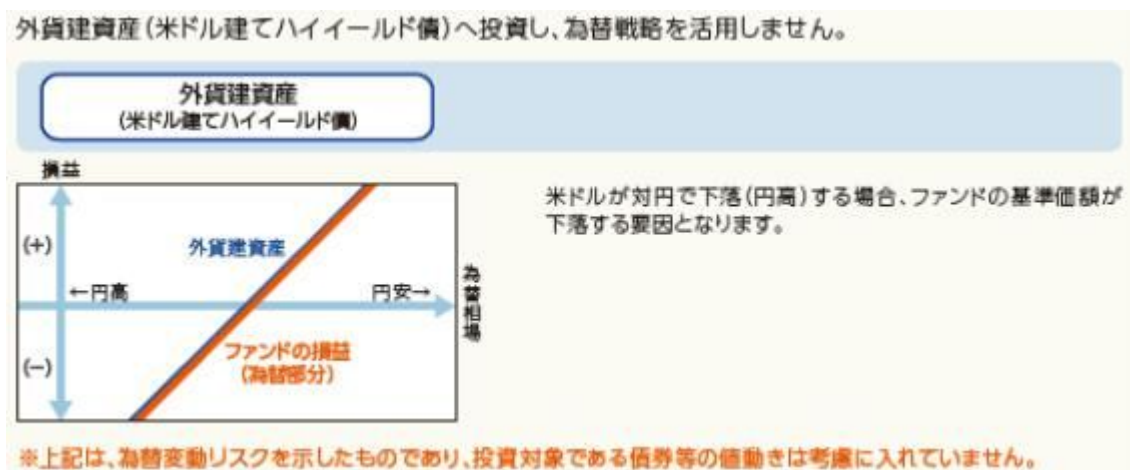 外貨建資産(米ドル建てハイイールド債)へ投資し、為替戦略を活用しません。
外貨建資産
(米ドル建てハイイールド債)
損益
米ドルが対円で下落(円高)する場合、ファンドの基準価額が
下落する要因となります。
(+)
外貨建資産
←円高
円安→
為替相場
ファンドの損益
(為替部分)
(−)
※上記は、為替変動リスクを示したものであり、投資対象である債券等の値動きは考慮に入れていません。